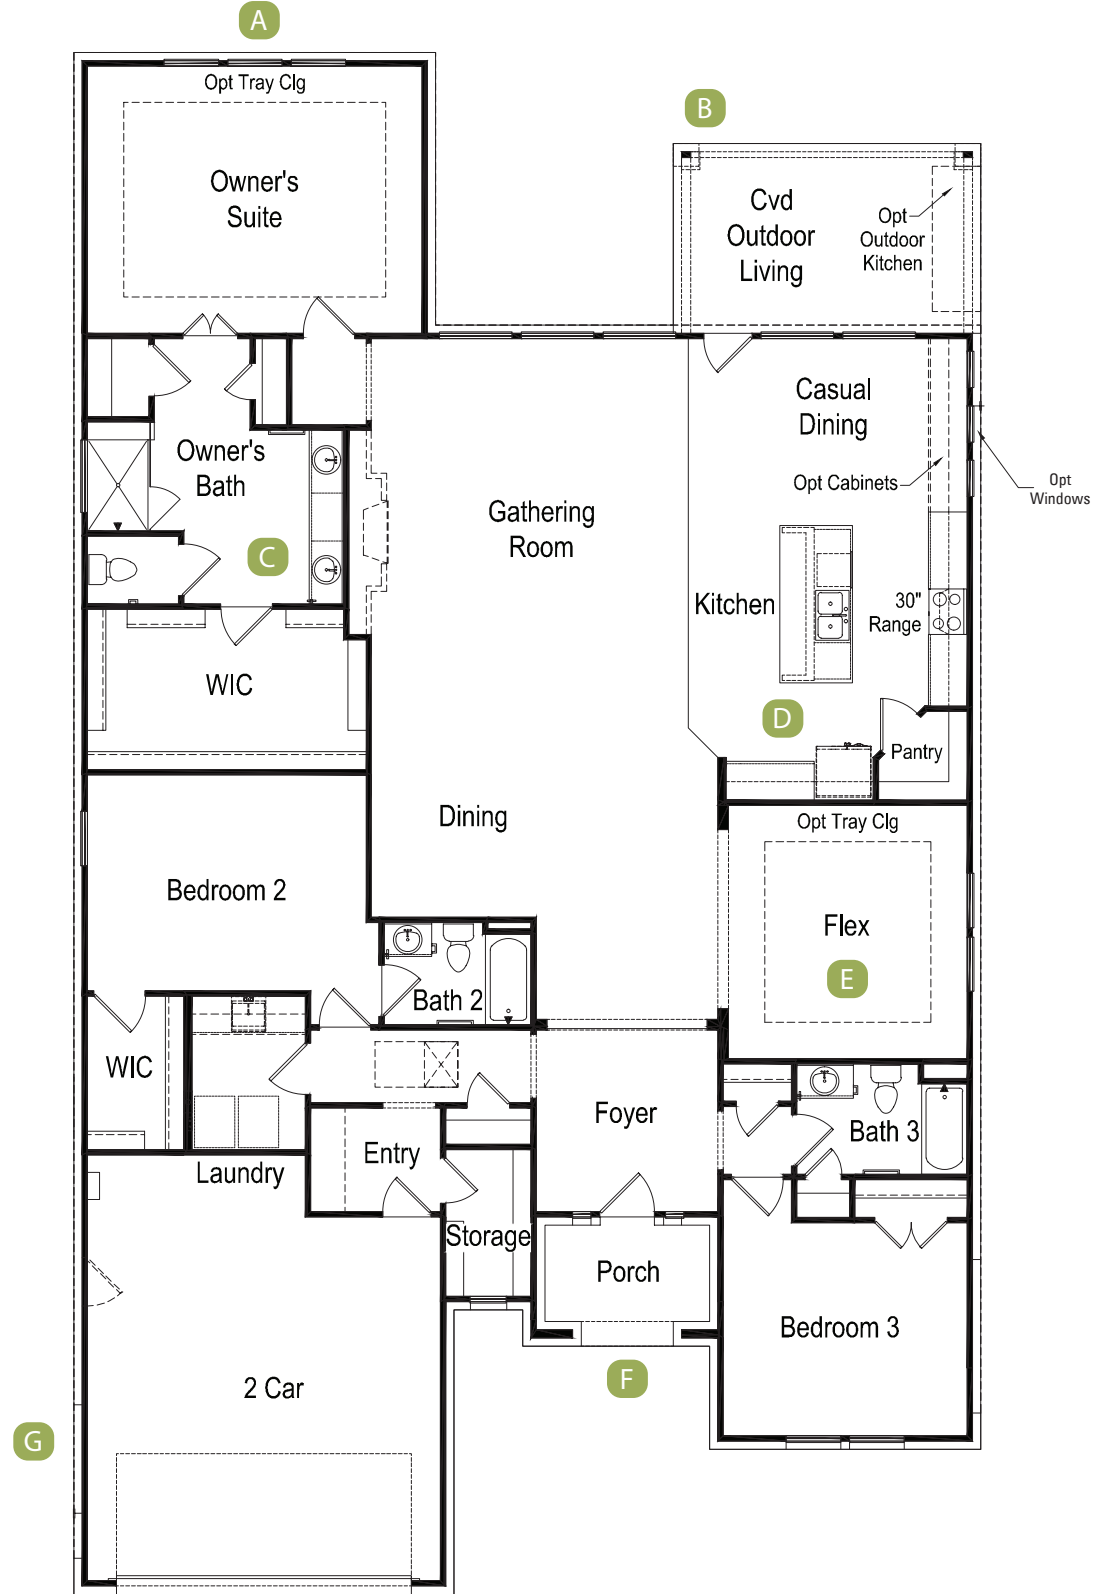 A
Opt Tray Clg
Owner's
Suite
B
Cvd
Outdoor
Living
Opt
Outdoor
Kitchen
Casual
Dining
Opt Cabinets
Opt
Windows
Owner's
Bath
C
Gathering
Room
Kitchen
30"
Range
WIC
D
Pantry
Dining
Opt Tray Clg
Flex
E
Bedroom 2
Bath 2
WIC
Laundry
Entry
Foyer
Bath 3
Storage
Porch
F
Bedroom 3
2 Car
G